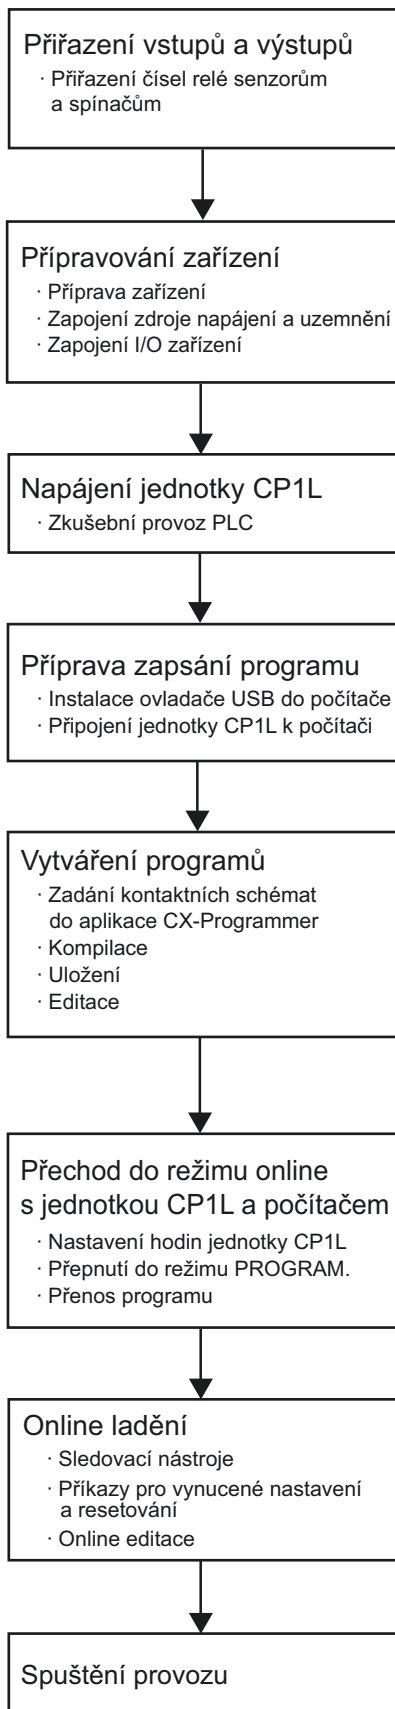 Přiřazení vstupů a výstupů
· Přiřazení čísel relé senzorům
a spínačům
Přípravování zařízení
· Příprava zařízení
· Zapojení zdroje napájení a uzemnění
· Zapojení I/O zařízení
Napájení jednotky CP1L
· Zkušební provoz PLC
Příprava zapsání programu
· Instalace ovladače USB do počítače
· Připojení jednotky CP1L k počítači
Vytváření programů
· Zadání kontaktních schémat
do aplikace CX-Programmer
· Kompilace
· Uložení
· Editace
Přechod do režimu online
s jednotkou CP1L a počítačem
· Nastavení hodin jednotky CP1L
· Přepnutí do režimu PROGRAM.
· Přenos programu
Online ladění
· Sledovací nástroje
· Příkazy pro vynucené nastavení
a resetování
· Online editace
Spuštění provozu